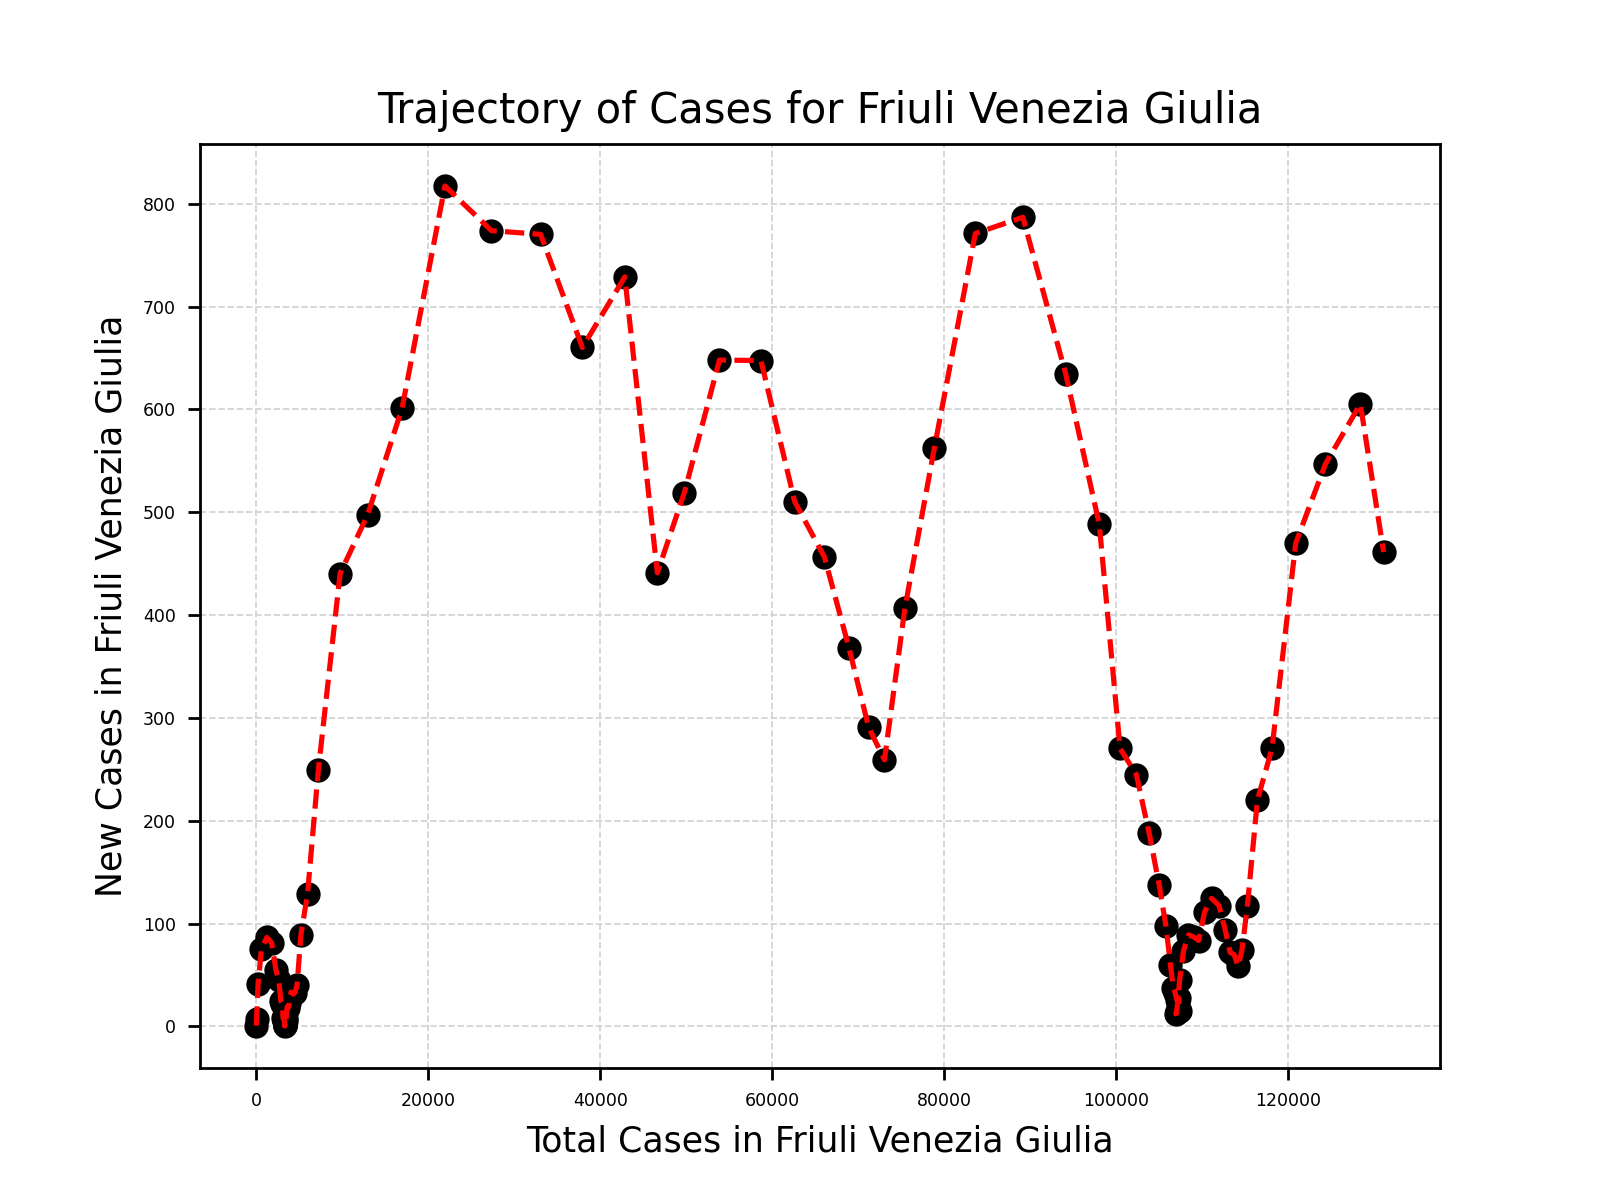 Trajectory of Cases for Friuli Venezia Giulia
New Cases in Friuli Venezia Giulia
800
700
600
500
400
300
200
100
0
0 20000 40000 60000 80000 100000 120000
Total Cases in Friuli Venezia Giulia